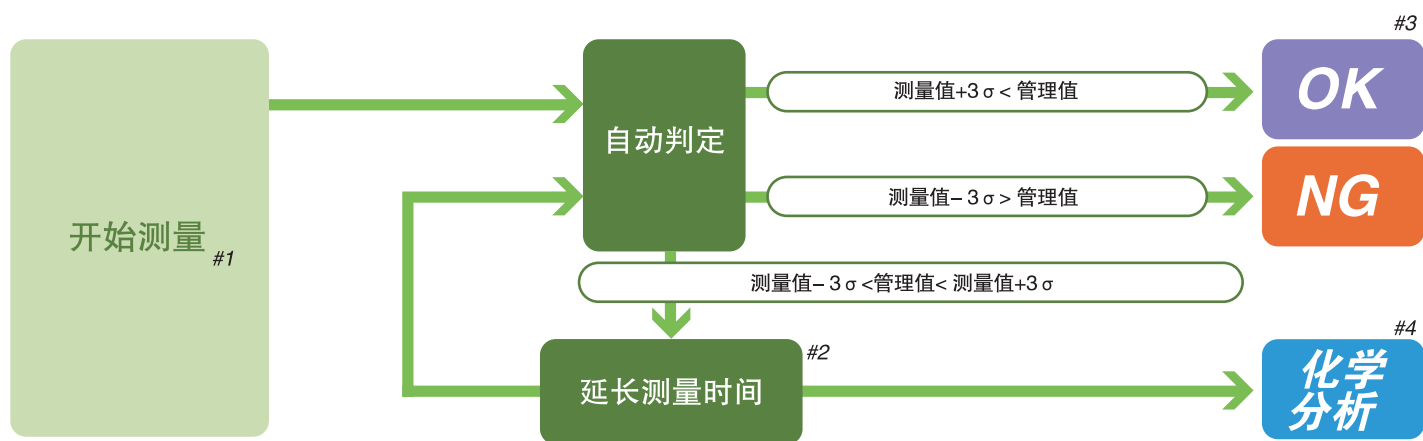 #3
OK
测量值+3σ < 管理值
自动判定
NG
测量值–3σ> 管理值
开始测量 #1
测量值–3σ <管理值< 测量值+3σ
#2
延长测量时间
#4
化学
分析